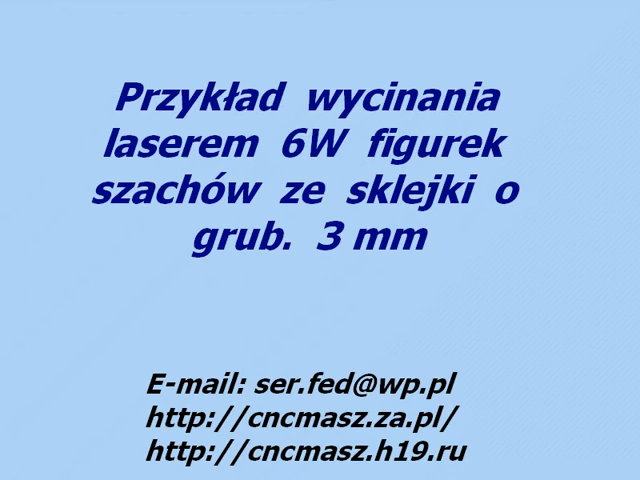 Przykład wycinania
laserem 6W figurek
szachów ze sklejki o
grub. 3 mm
E-mail: ser.fed@wp.pl
http://cncmasz.za.pl/
http://cncmasz.h19.ru